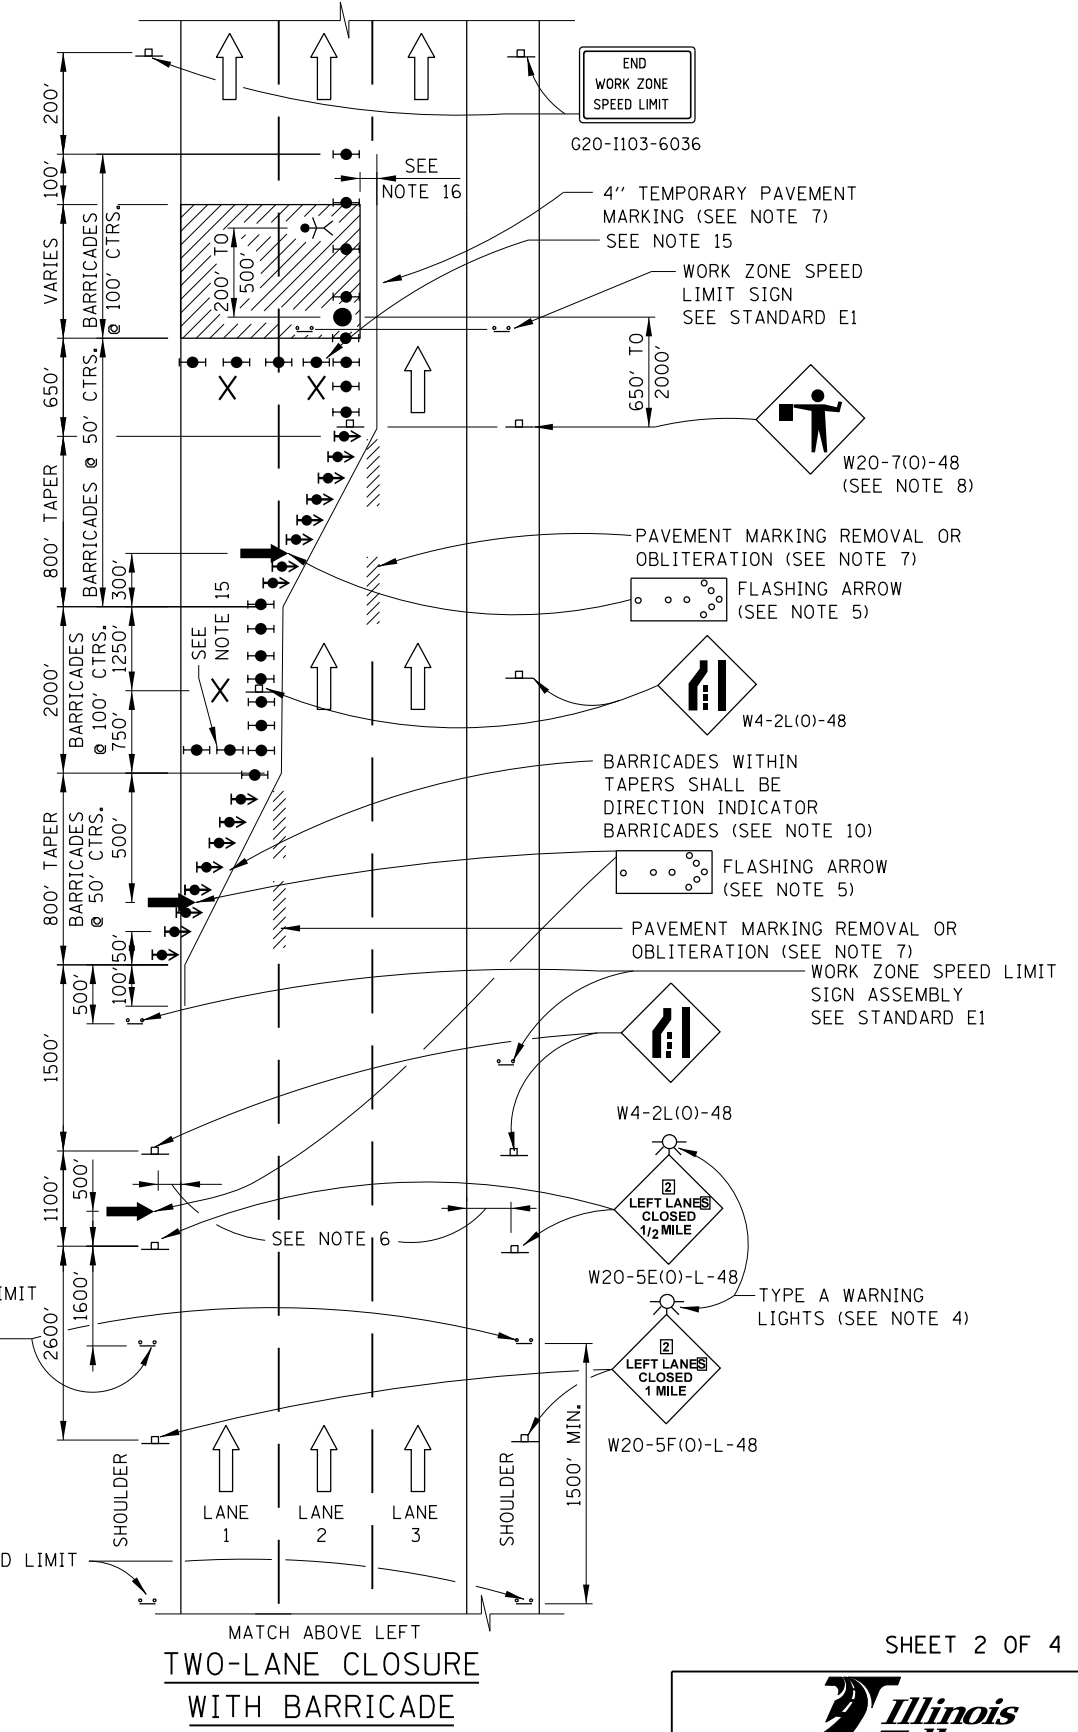 END
WORK ZONE
SPEED LIMIT
G20-I103-6036
200'
100'
VARIES
BARRICADES
@ 100' CTRS.
SEE
NOTE 16
4'' TEMPORARY PAVEMENT
MARKING (SEE NOTE 7)
SEE NOTE 15
200' TO
500'
WORK ZONE SPEED
LIMIT SIGN
SEE STANDARD E1
650'
BARRICADES @ 50' CTRS.
X
X
650' TO
2000'
W20-7(O)-48
(SEE NOTE 8)
800' TAPER
300'
PAVEMENT MARKING REMOVAL OR
OBLITERATION (SEE NOTE 7)
FLASHING ARROW
(SEE NOTE 5)
SEE
NOTE 15
2000'
BARRICADES
@ 100' CTRS.
1250'
750'
X
W4-2L(O)-48
BARRICADES WITHIN
TAPERS SHALL BE
DIRECTION INDICATOR
BARRICADES (SEE NOTE 10)
800' TAPER
BARRICADES
@ 50' CTRS.
500'
50'
100'
FLASHING ARROW
(SEE NOTE 5)
PAVEMENT MARKING REMOVAL OR
OBLITERATION (SEE NOTE 7)
WORK ZONE SPEED LIMIT
SIGN ASSEMBLY
SEE STANDARD E1
500'
1500'
W4-2L(O)-48
1100'
500'
2
LEFT LANES
CLOSED
1/2 MILE
SEE NOTE 6
W20-5E(O)-L-48
TYPE A WARNING
LIGHTS (SEE NOTE 4)
IMIT
1600'
2600'
2
LEFT LANES
CLOSED
1 MILE
W20-5F(O)-L-48
1500' MIN.
SHOULDER
LANE
1
LANE
2
LANE
3
SHOULDER
D LIMIT
MATCH ABOVE LEFT
TWO-LANE CLOSURE
WITH BARRICADE
SHEET 2 OF 4
Illinois